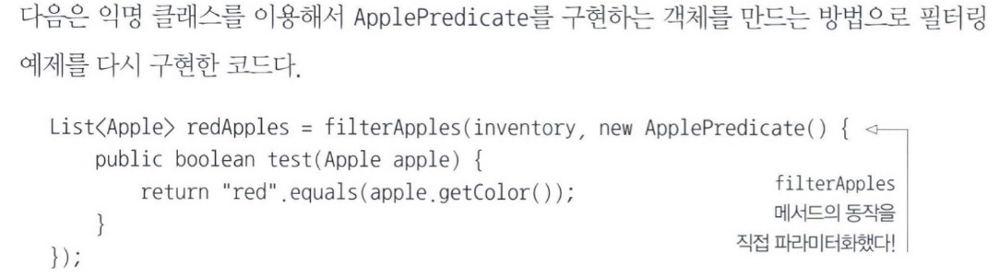 다음은 익명 클래스를 이용해서 ApplePredicate를 구현하는 객체를 만드는 방법으로 필터링
예제를 다시 구현한 코드다.
List<Apple> redApples = filterApples(inventory, new ApplePredicate() {
public boolean test(Apple apple) {
return "red".equals(apple.getColor());
}
});
filterApples
메서드의 동작을
직접 파라미터화했다!